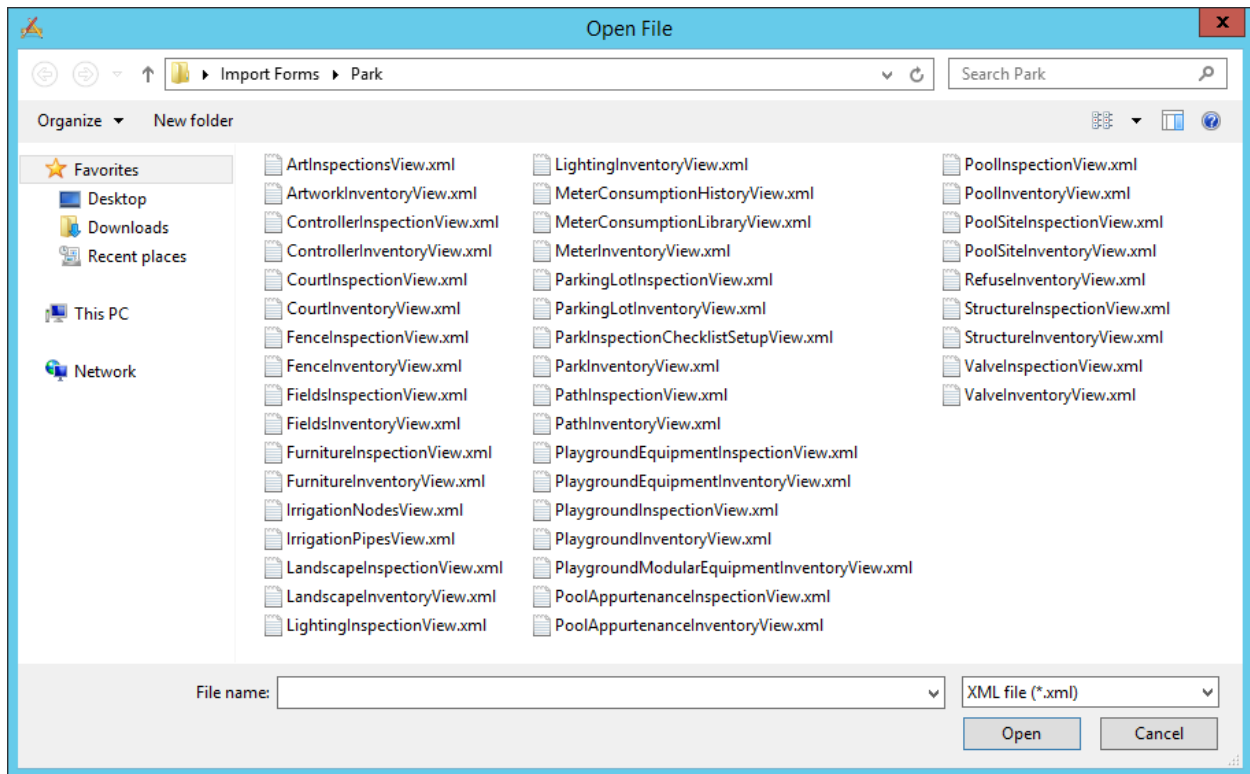 Open File
x
Import Forms Park
Search Park
Organize New folder
Favorites
Desktop
Downloads
Recent places
This PC
Network
ArtInspectionsView.xml
ArtworkInventoryView.xml
ControllerInspectionView.xml
ControllerInventoryView.xml
CourtInspectionView.xml
CourtInventoryView.xml
FenceInspectionView.xml
FenceInventoryView.xml
FieldsInspectionView.xml
FieldsInventoryView.xml
FurnitureInspectionView.xml
FurnitureInventoryView.xml
IrrigationNodesView.xml
IrrigationPipesView.xml
LandscapeInspectionView.xml
LandscapeInventoryView.xml
LightingInspectionView.xml
LightingInventoryView.xml
MeterConsumptionHistoryView.xml
MeterConsumptionLibraryView.xml
MeterInventoryView.xml
ParkingLotInspectionView.xml
ParkingLotInventoryView.xml
ParkInspectionChecklistSetupView.xml
ParkInventoryView.xml
PathInspectionView.xml
PathInventoryView.xml
PlaygroundEquipmentInspectionView.xml
PlaygroundEquipmentInventoryView.xml
PlaygroundInspectionView.xml
PlaygroundInventoryView.xml
PlaygroundModularEquipmentInventoryView.xml
PoolAppurtenanceInspectionView.xml
PoolAppurtenanceInventoryView.xml
PoolInspectionView.xml
PoolInventoryView.xml
PoolSiteInspectionView.xml
PoolSiteInventoryView.xml
RefuseInventoryView.xml
StructureInspectionView.xml
StructureInventoryView.xml
ValveInspectionView.xml
ValveInventoryView.xml
File name:
XML file (*.xml)
Open Cancel